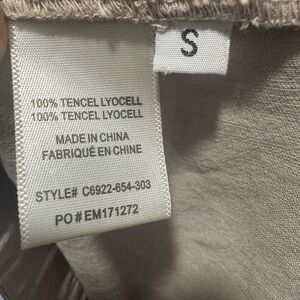 S
100% TENCEL LYOCELL
100% TENCEL LYOCELL
MADE IN CHINA
FABRIQUÉ EN CHINE
STYLE# C6922-654-303
PO#EM171272